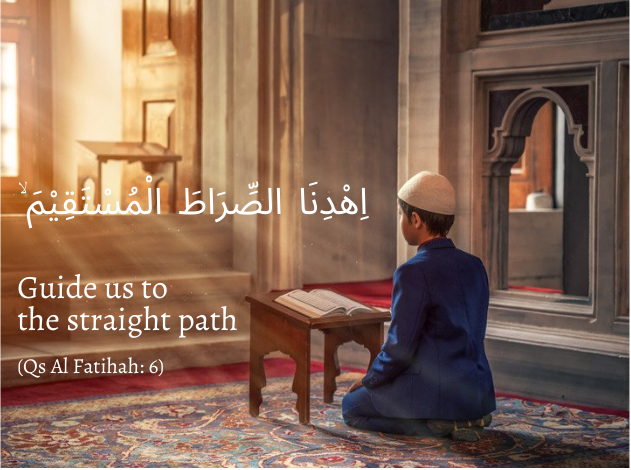 اِهْدِنَا الصِّرَاطَ الْمُسْتَقِيْمَۙ
Guide us to
the straight path
(Qs Al Fatihah: 6)